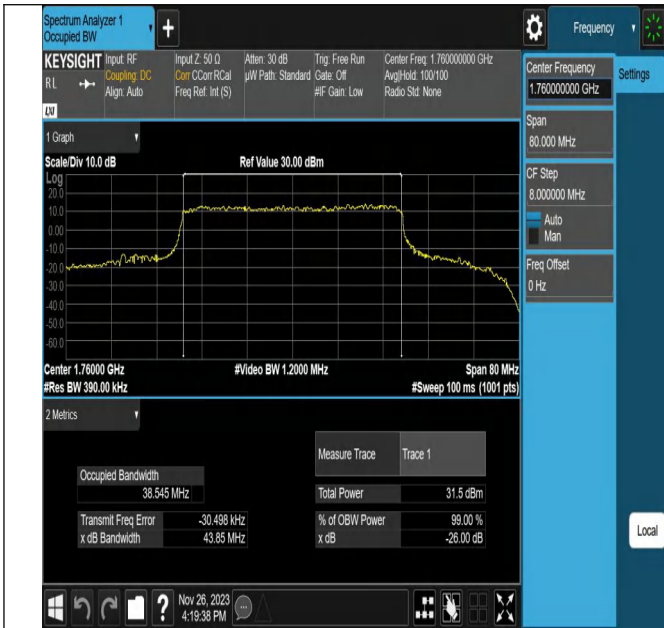 Spectrum Analyzer 1
Occupied BW
+
Frequency
KEYSIGHT
RL
LXI
Input: RF
Coupling: DC
Align: Auto
Input Z: 50 Ω
Corr CCorr RCal
Freq Ref: Int (S)
Atten: 30 dB
µW Path: Standard
Trig: Free Run
Gate: Off
#IF Gain: Low
Center Freq: 1.760000000 GHz
Avg|Hold: 100/100
Radio Std: None
Center Frequency
1.760000000 GHz
Settings
Span
80.000 MHz
CF Step
8.000000 MHz
Auto
Man
Freq Offset
0 Hz
1 Graph
Scale/Div 10.0 dB
Ref Value 30.00 dBm
Log
20.0
10.0
0.00
-10.0
-20.0
-30.0
-40.0
-50.0
-60.0
Center 1.76000 GHz
#Video BW 1.2000 MHz
Span 80 MHz
#Res BW 390.00 kHz
#Sweep 100 ms (1001 pts)
2 Metrics
Measure Trace
Trace 1
Occupied Bandwidth
38.545 MHz
Total Power
31.5 dBm
Transmit Freq Error
-30.498 kHz
% of OBW Power
99.00 %
x dB Bandwidth
43.85 MHz
x dB
-26.00 dB
Local
?
Nov 26, 2023
4:19:38 PM